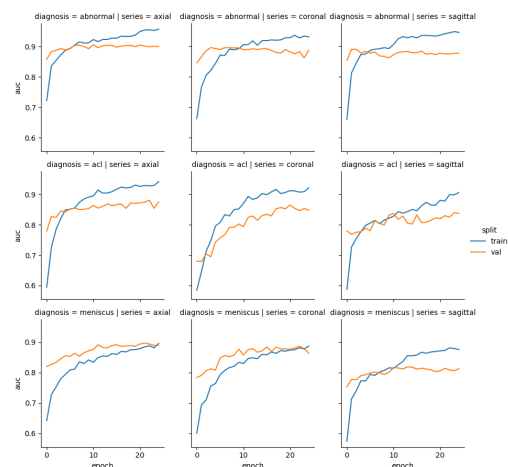 diagnosis = abnormal | series = axial
diagnosis = abnormal | series = coronal
diagnosis = abnormal | series = sagittal
0.9
0.8
0.7
0.6
auc
diagnosis = acl | series = axial
diagnosis = acl | series = coronal
diagnosis = acl | series = sagittal
0.9
0.8
0.7
0.6
auc
split
train
val
diagnosis = meniscus | series = axial
diagnosis = meniscus | series = coronal
diagnosis = meniscus | series = sagittal
0.9
0.8
0.7
0.6
auc
0 10 20
0 10 20
0 10 20
epoch
epoch
epoch